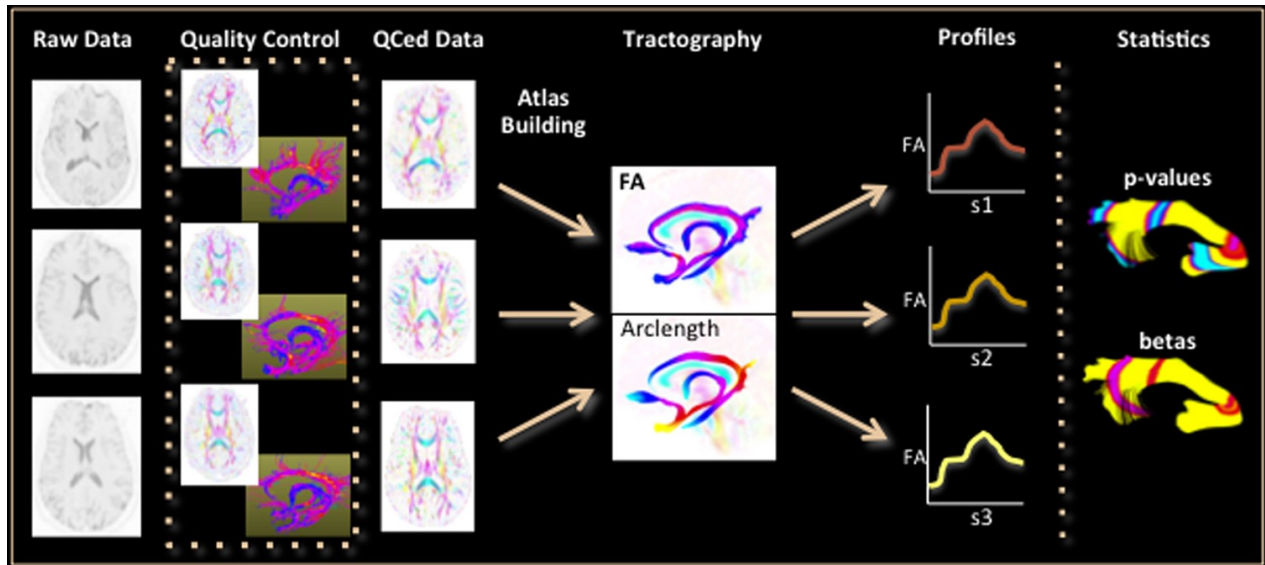 Raw Data
Quality Control
QCed Data
Tractography
Profiles
Statistics
Atlas
Building
FA
Arclength
FA
s1
FA
s2
FA
s3
p-values
betas